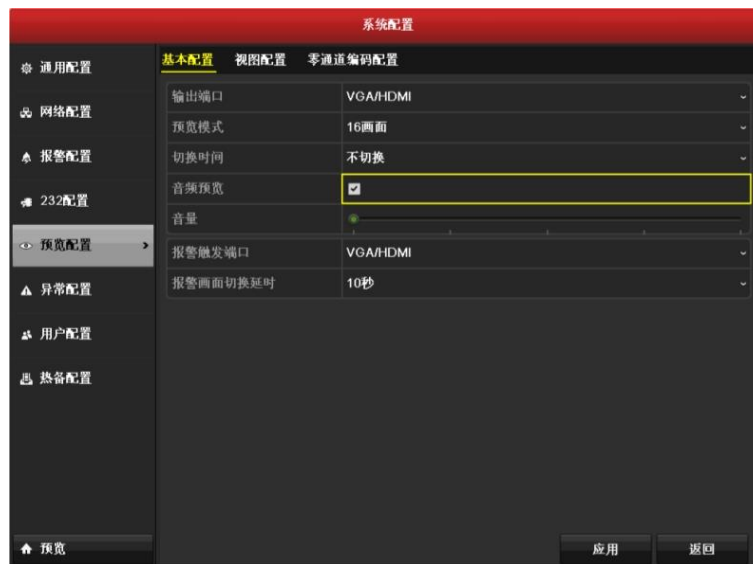 系统配置
通用配置
网络配置
报警配置
232配置
预览配置
异常配置
用户配置
热备配置
预览
基本配置 视图配置 零通道编码配置
输出端口 VGA/HDMI
预览模式 16画面
切换时间 不切换
音频预览
音量
报警触发端口 VGA/HDMI
报警画面切换延时 10秒
应用 返回